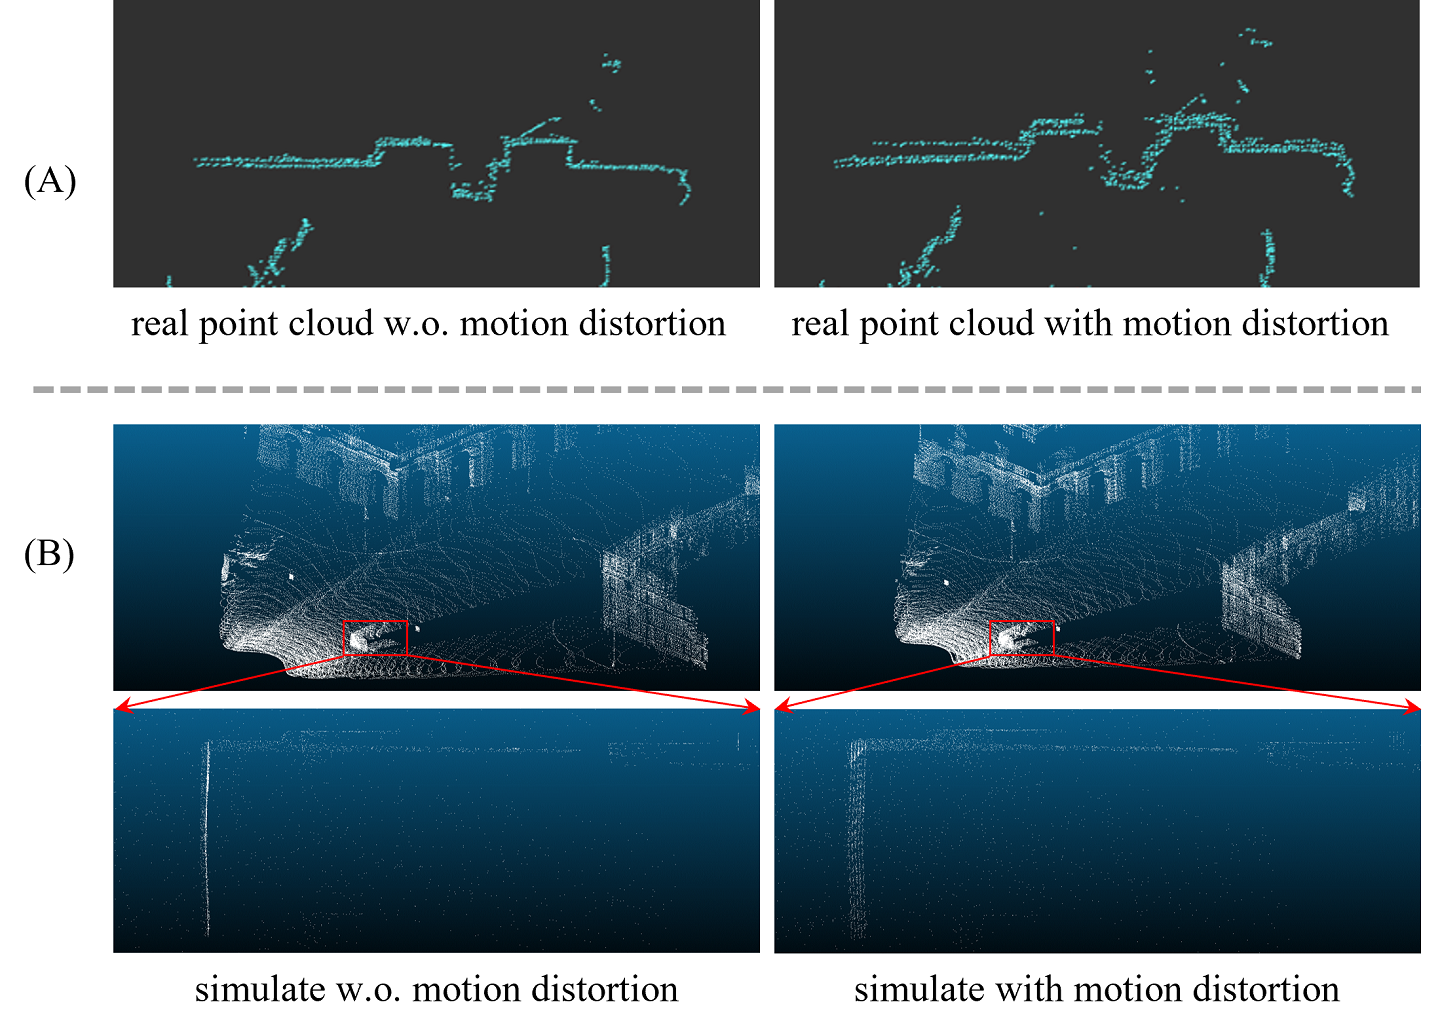 (A)
real point cloud w.o. motion distortion
real point cloud with motion distortion
(B)
simulate w.o. motion distortion
simulate with motion distortion